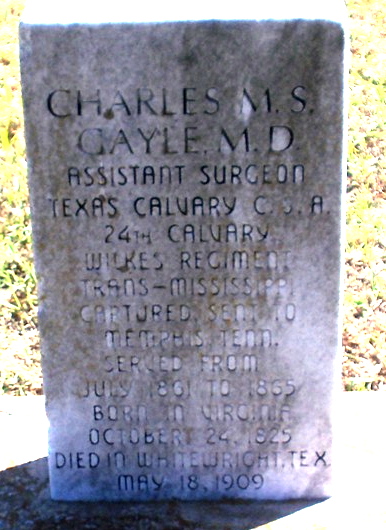 CHARLES M. S.
GAYLE, M. D.
ASSISTANT SURGEON
TEXAS CALVARY C. S. A.
24TH CALVARY
WILKES REGIMENT
TRANS-MISSISSIPPI
CAPTURED, SENT TO
MEMPHIS, TENN.
SERVED FROM
JULY 1861 TO 1865
BORN IN VIRGINIA
OCTOBER 24, 1825
DIED IN WHITEWRIGHT, TEX.
MAY 18, 1909